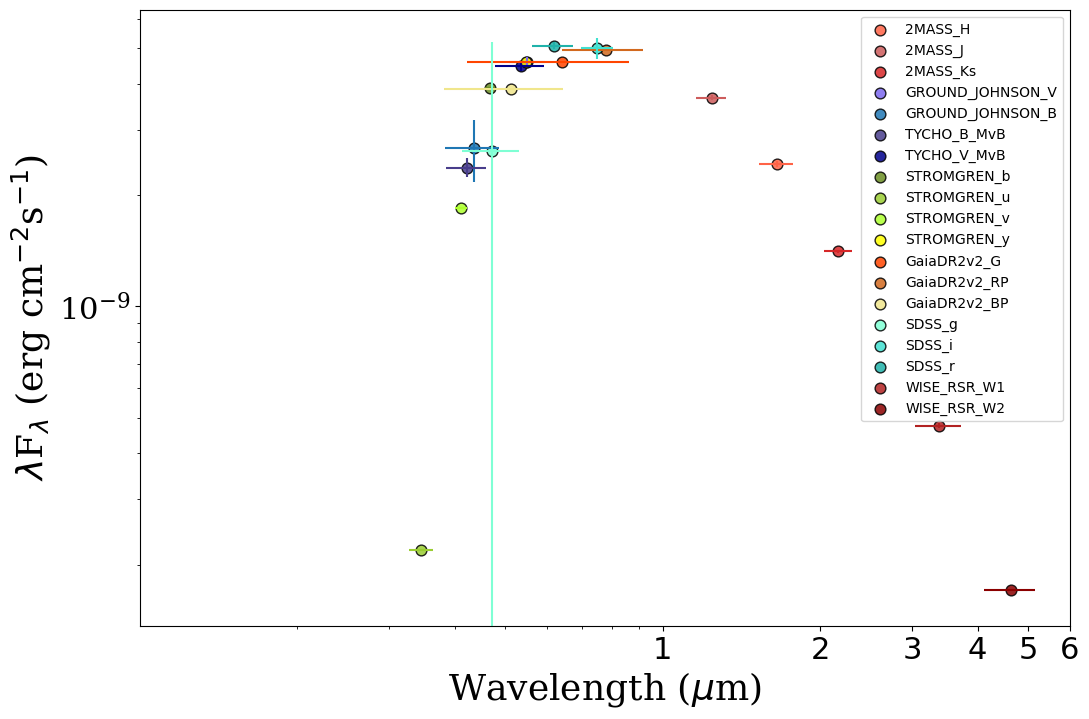 2MASS_H
2MASS_J
2MASS_Ks
GROUND_JOHNSON_V
GROUND_JOHNSON_B
TYCHO_B_MvB
TYCHO_V_MvB
STROMGREN_b
STROMGREN_u
STROMGREN_v
STROMGREN_y
GaiaDR2v2_G
GaiaDR2v2_RP
GaiaDR2v2_BP
SDSS_g
SDSS_i
SDSS_r
WISE_RSR_W1
WISE_RSR_W2
λF_λ (erg cm⁻²s⁻¹)
10⁻⁹
1 2 3 4 5 6
Wavelength (μm)